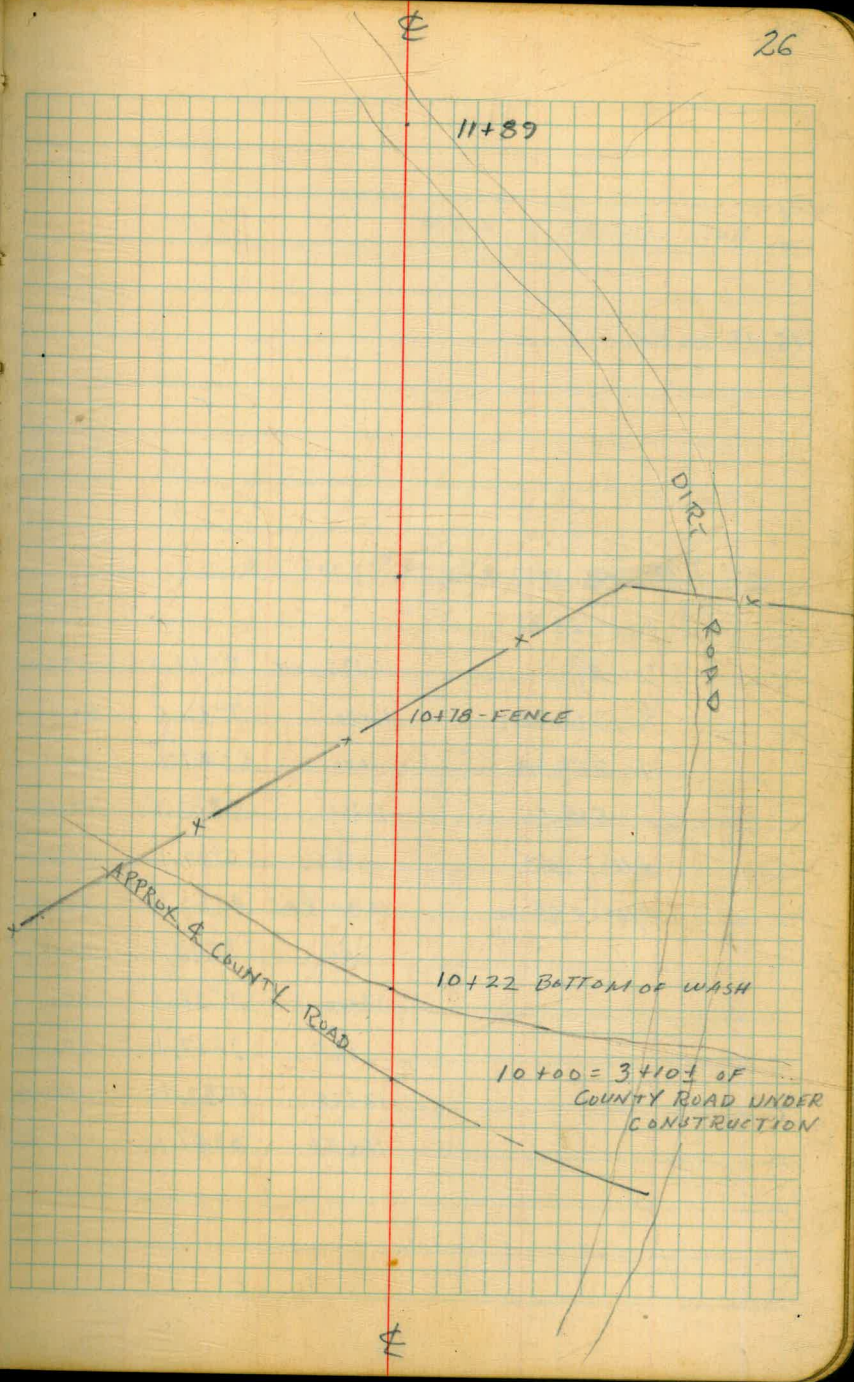 ℄
26
11+89
DIRT
ROAD
10+78-FENCE
APPROX ℄ COUNTY ROAD
10+22 BOTTOM OF WASH
10+00 = 3+10± OF
COUNTY ROAD UNDER
CONSTRUCTION
℄